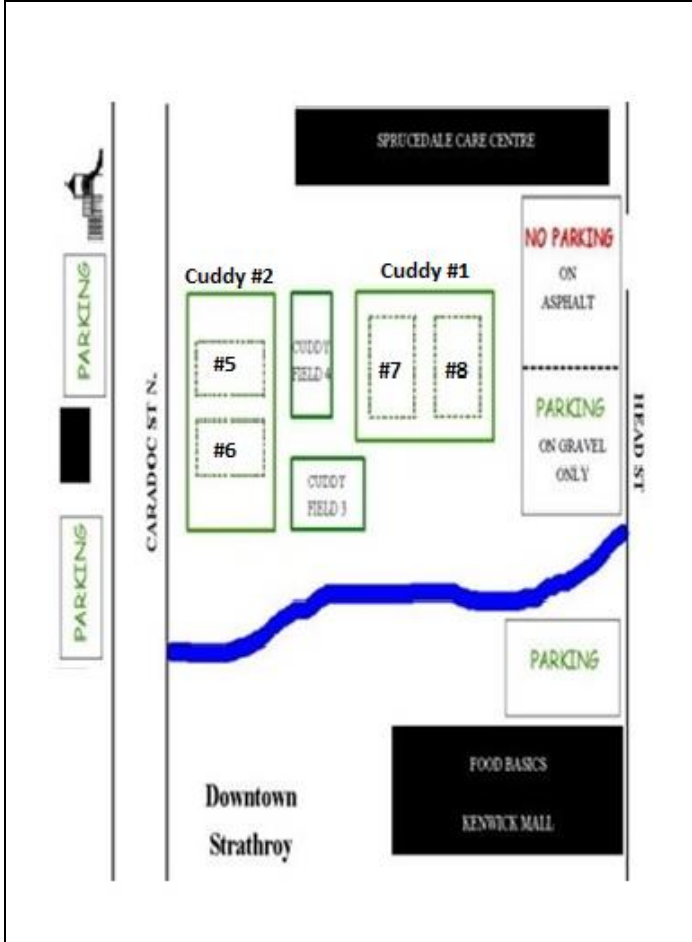 SPRUCEDALE CARE CENTRE
NO PARKING
ON
ASPHALT
Cuddy #2
Cuddy #1
PARKING
CUDDY
FIELD 4
#5
#7
#8
#6
PARKING
ON GRAVEL
ONLY
CARADOC ST N.
HEAD ST
CUDDY
FIELD 3
PARKING
PARKING
FOOD BASICS
KENWICK MALL
Downtown
Strathroy